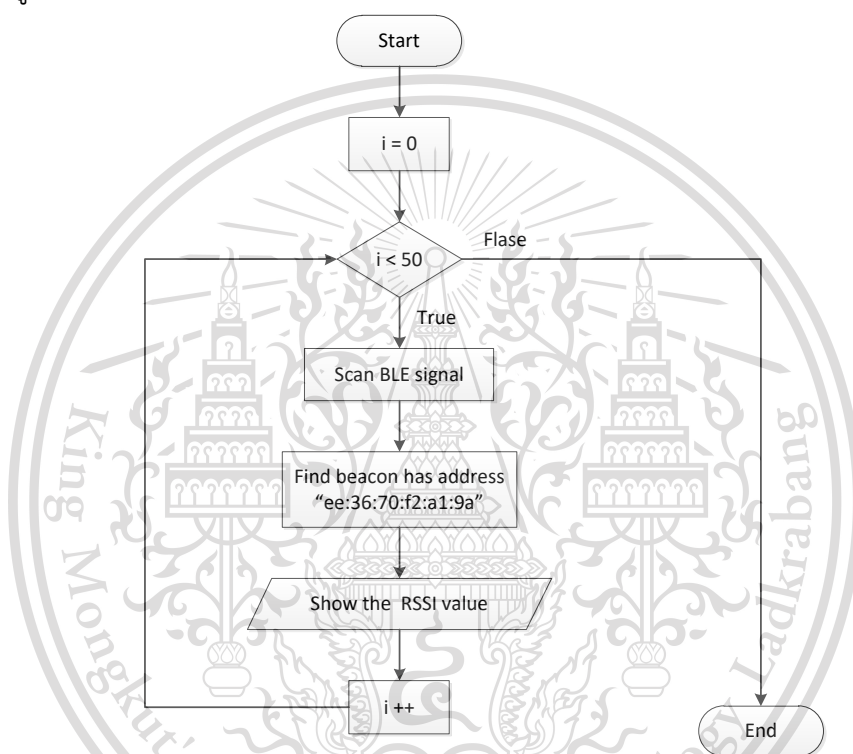 Start
i = 0
i < 50
Flase
True
Scan BLE signal
Find beacon has address
“ee:36:70:f2:a1:9a”
Show the RSSI value
i ++
End
King Mongkut's
Ladkrabang